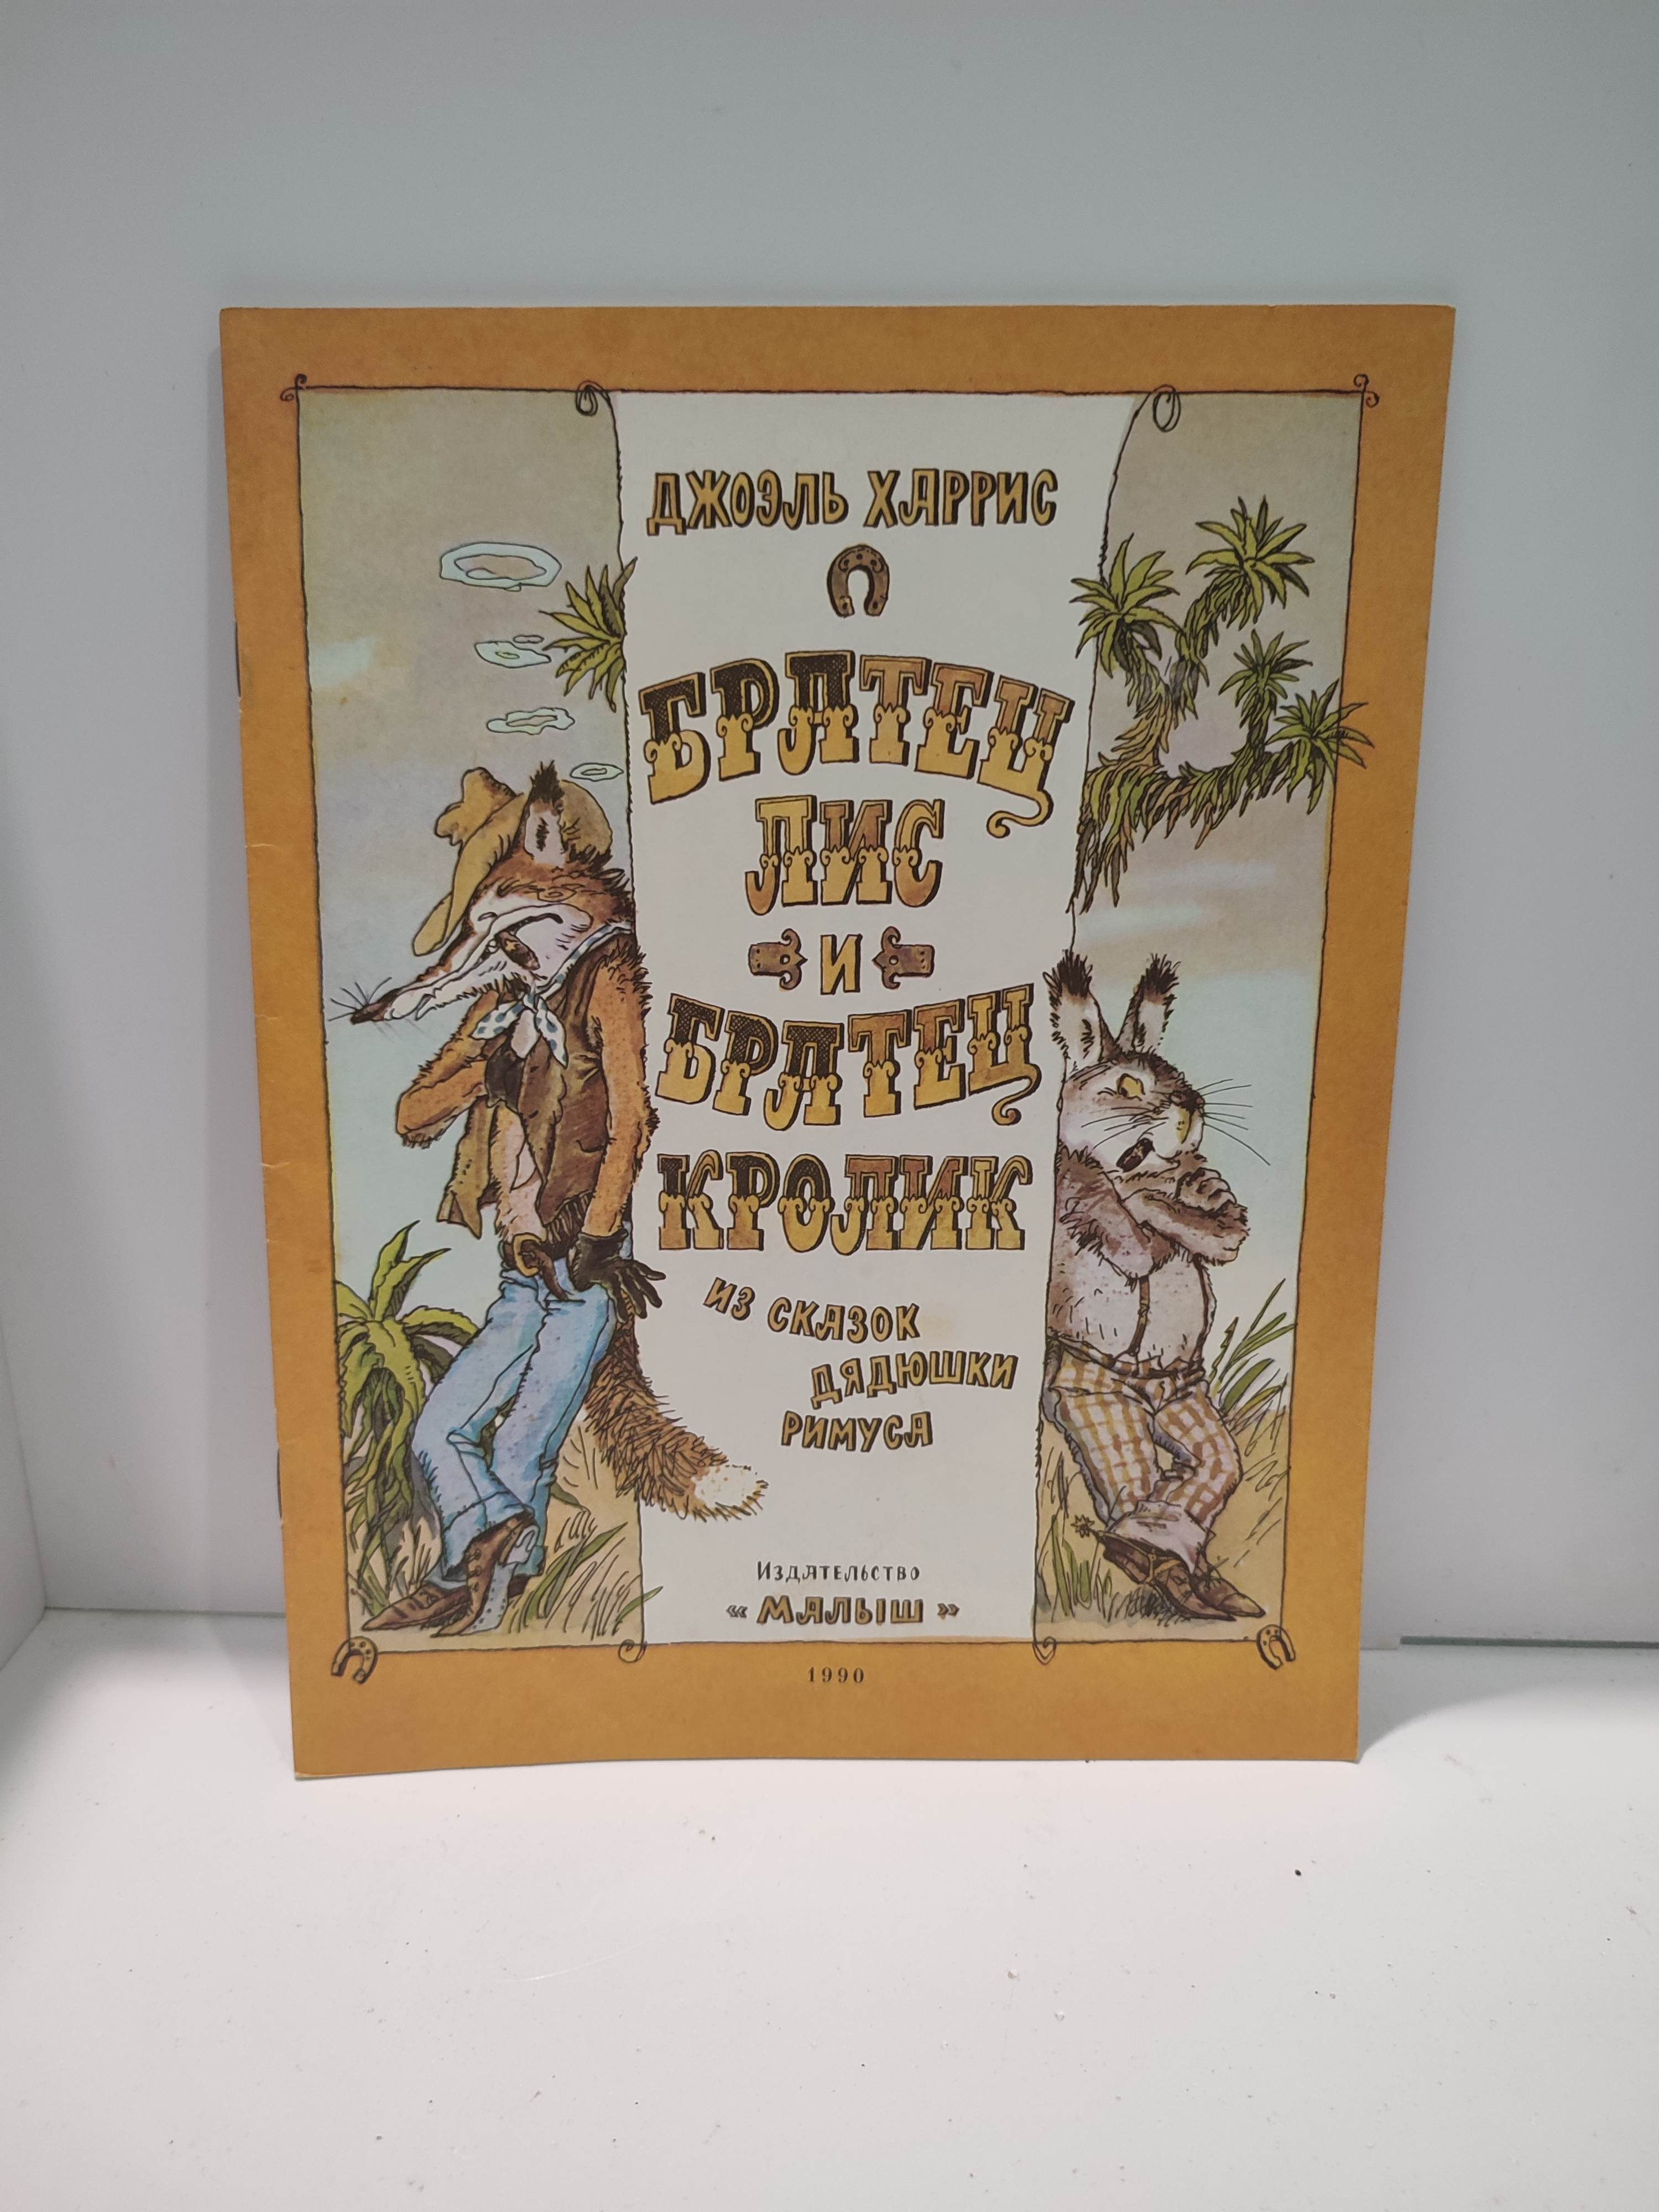 ДЖОЭЛЬ ХАРРИС
БРАТЕЦ
ЛИС
И
БРАТЕЦ
КРОЛИК
ИЗ СКАЗОК
ДЯДЮШКИ
РИМУСА
ИЗДАТЕЛЬСТВО
«МАЛЫШ»
1990